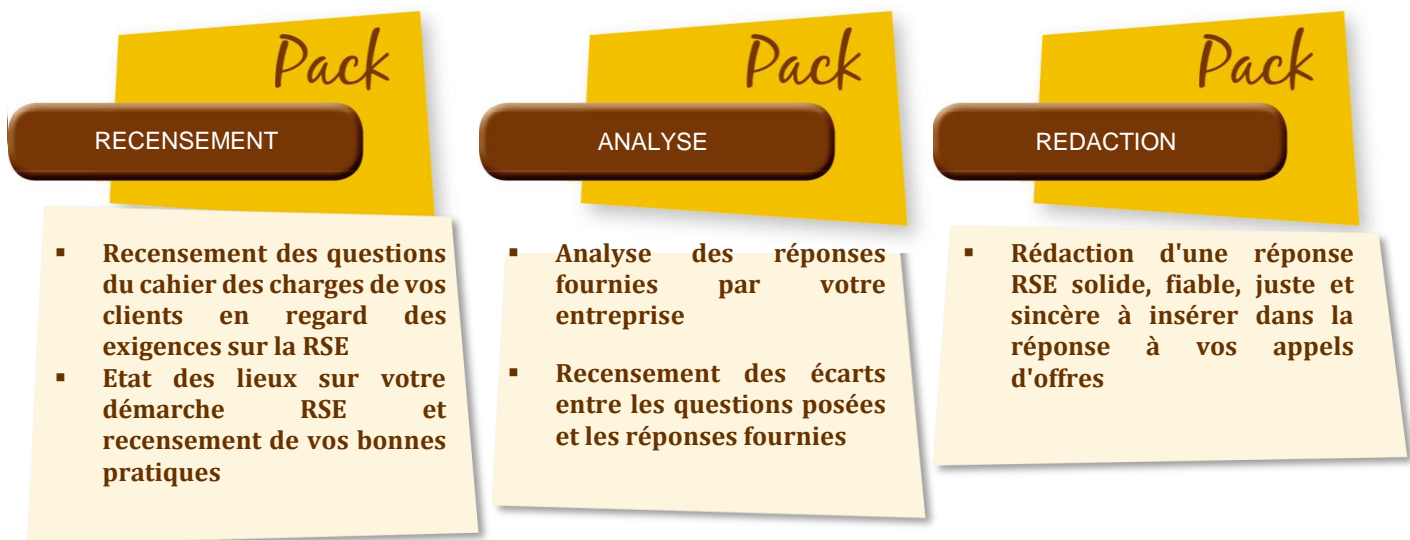 Pack
RECENSEMENT
▪ Recensement des questions
du cahier des charges de vos
clients en regard des
exigences sur la RSE
▪ Etat des lieux sur votre
démarche RSE et
recensement de vos bonnes
pratiques
Pack
ANALYSE
▪ Analyse des réponses
fournies par votre
entreprise
▪ Recensement des écarts
entre les questions posées
et les réponses fournies
Pack
REDACTION
▪ Rédaction d'une réponse
RSE solide, fiable, juste et
sincère à insérer dans la
réponse à vos appels
d'offres